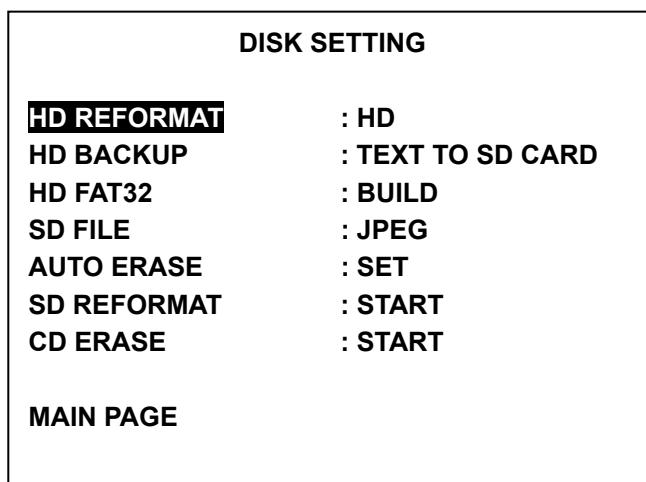 DISK SETTING
HD REFORMAT : HD
HD BACKUP : TEXT TO SD CARD
HD FAT32 : BUILD
SD FILE : JPEG
AUTO ERASE : SET
SD REFORMAT : START
CD ERASE : START
MAIN PAGE